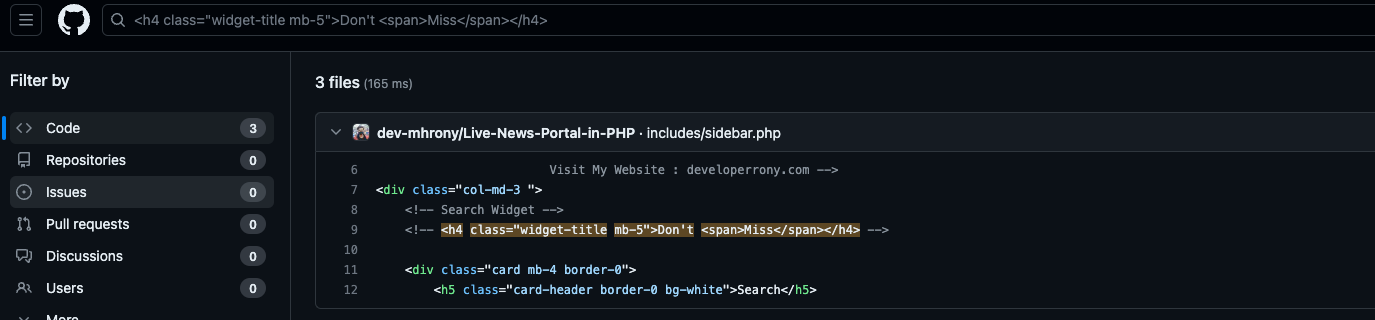 <h4 class="widget-title mb-5">Don't <span>Miss</span></h4>
Filter by
3 files (165 ms)
Code 3
dev-mhrony/Live-News-Portal-in-PHP · includes/sidebar.php
Repositories 0
6 Visit My Website : developerrony.com -->
7 <div class="col-md-3 ">
Issues 0
8 <!-- Search Widget -->
Pull requests 0
9 <!-- <h4 class="widget-title mb-5">Don't <span>Miss</span></h4> -->
10
Discussions 0
11 <div class="card mb-4 border-0">
Users 0
12 <h5 class="card-header border-0 bg-white">Search</h5>
More